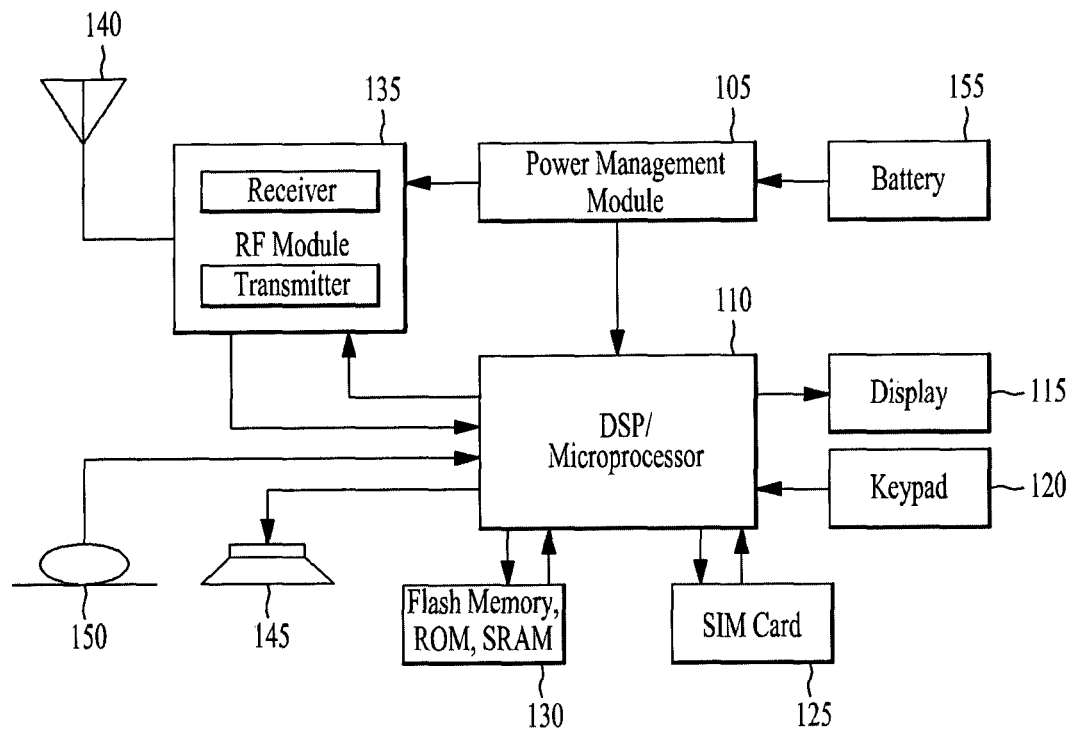 140
135
105
155
Receiver
RF Module
Transmitter
Power Management
Module
Battery
110
DSP/
Microprocessor
Display
115
Keypad
120
150
145
Flash Memory,
ROM, SRAM
130
SIM Card
125